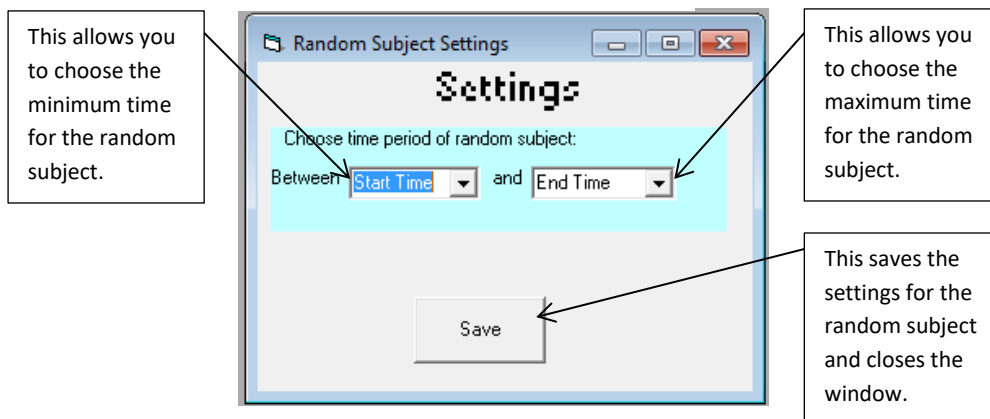 This allows you
to choose the
minimum time
for the random
subject.
Random Subject Settings
Settings
Choose time period of random subject:
Between Start Time and End Time
Save
This allows you
to choose the
maximum time
for the random
subject.
This saves the
settings for the
random subject
and closes the
window.